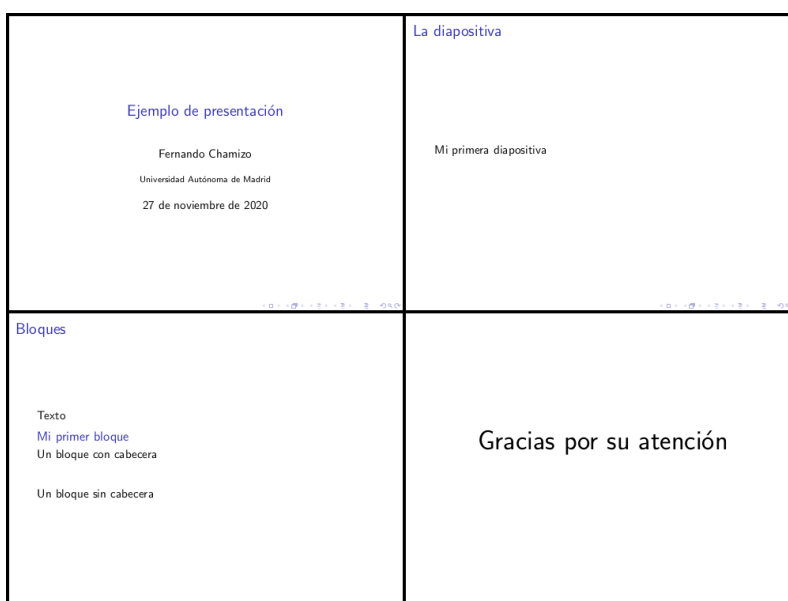 Ejemplo de presentación
Fernando Chamizo
Universidad Autónoma de Madrid
27 de noviembre de 2020
La diapositiva
Mi primera diapositiva
Bloques
Texto
Mi primer bloque
Un bloque con cabecera
Un bloque sin cabecera
Gracias por su atención